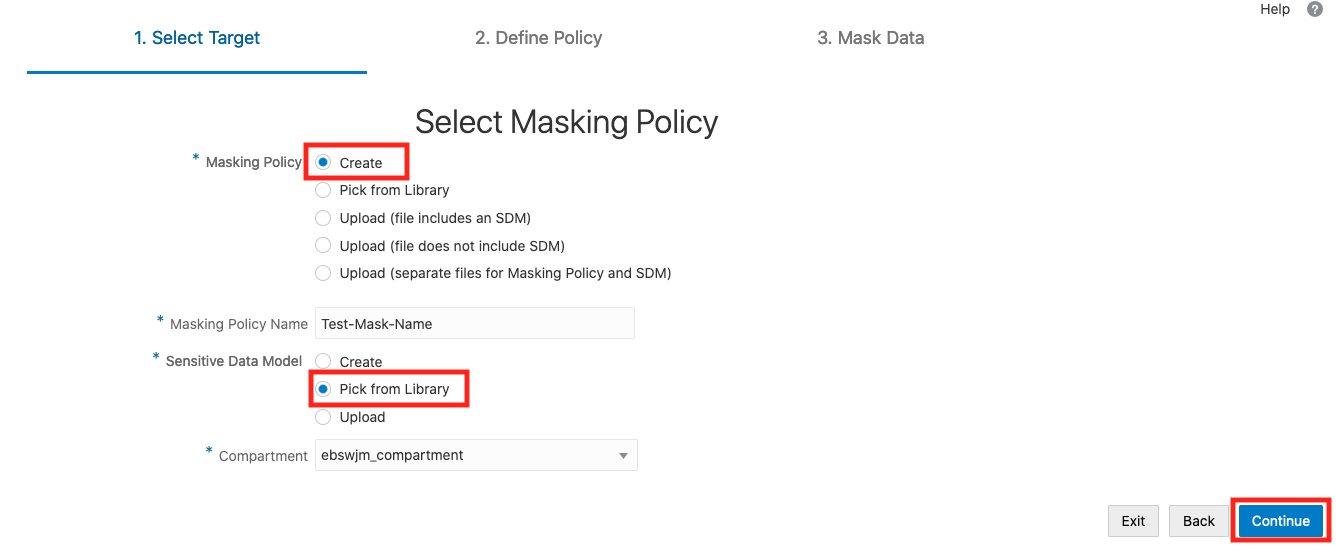 Help ?
1. Select Target 2. Define Policy 3. Mask Data
Select Masking Policy
* Masking Policy Create
Pick from Library
Upload (file includes an SDM)
Upload (file does not include SDM)
Upload (separate files for Masking Policy and SDM)
* Masking Policy Name Test-Mask-Name
* Sensitive Data Model Create
Pick from Library
Upload
* Compartment ebswjm_compartment
Exit Back Continue